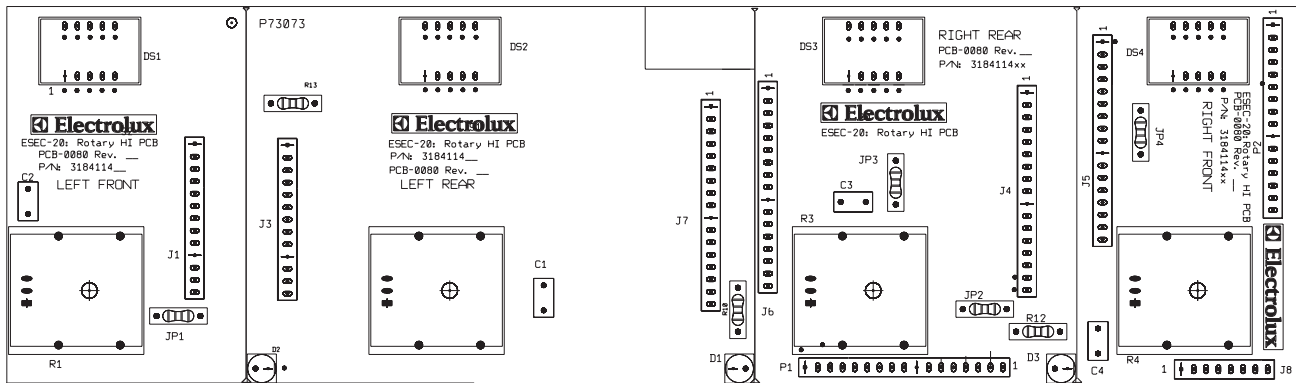 DS1
1
Electrolux
ESEC-20: Rotary HI PCB
PCB-0080 Rev. __
P/N: 3184114__
LEFT FRONT
C2
J1
JP1
R1
P73073
R13
J3
D2
DS2
Electrolux
ESEC-20: Rotary HI PCB
P/N: 3184114__
PCB-0080 Rev. __
LEFT REAR
C1
1
J7
R10
D1
1
J6
DS3
RIGHT REAR
PCB-0080 Rev. __
P/N: 3184114xx
Electrolux
ESEC-20: Rotary HI PCB
JP3
C3
R3
1
J4
JP2
R12
P1
1
D3
1
J5
DS4
JP4
1
P2
ESEC-20: Rotary HI PCB
PCB-0080 Rev. __
P/N: 3184114xx
RIGHT FRONT
Electrolux
C4
R4
1
J8